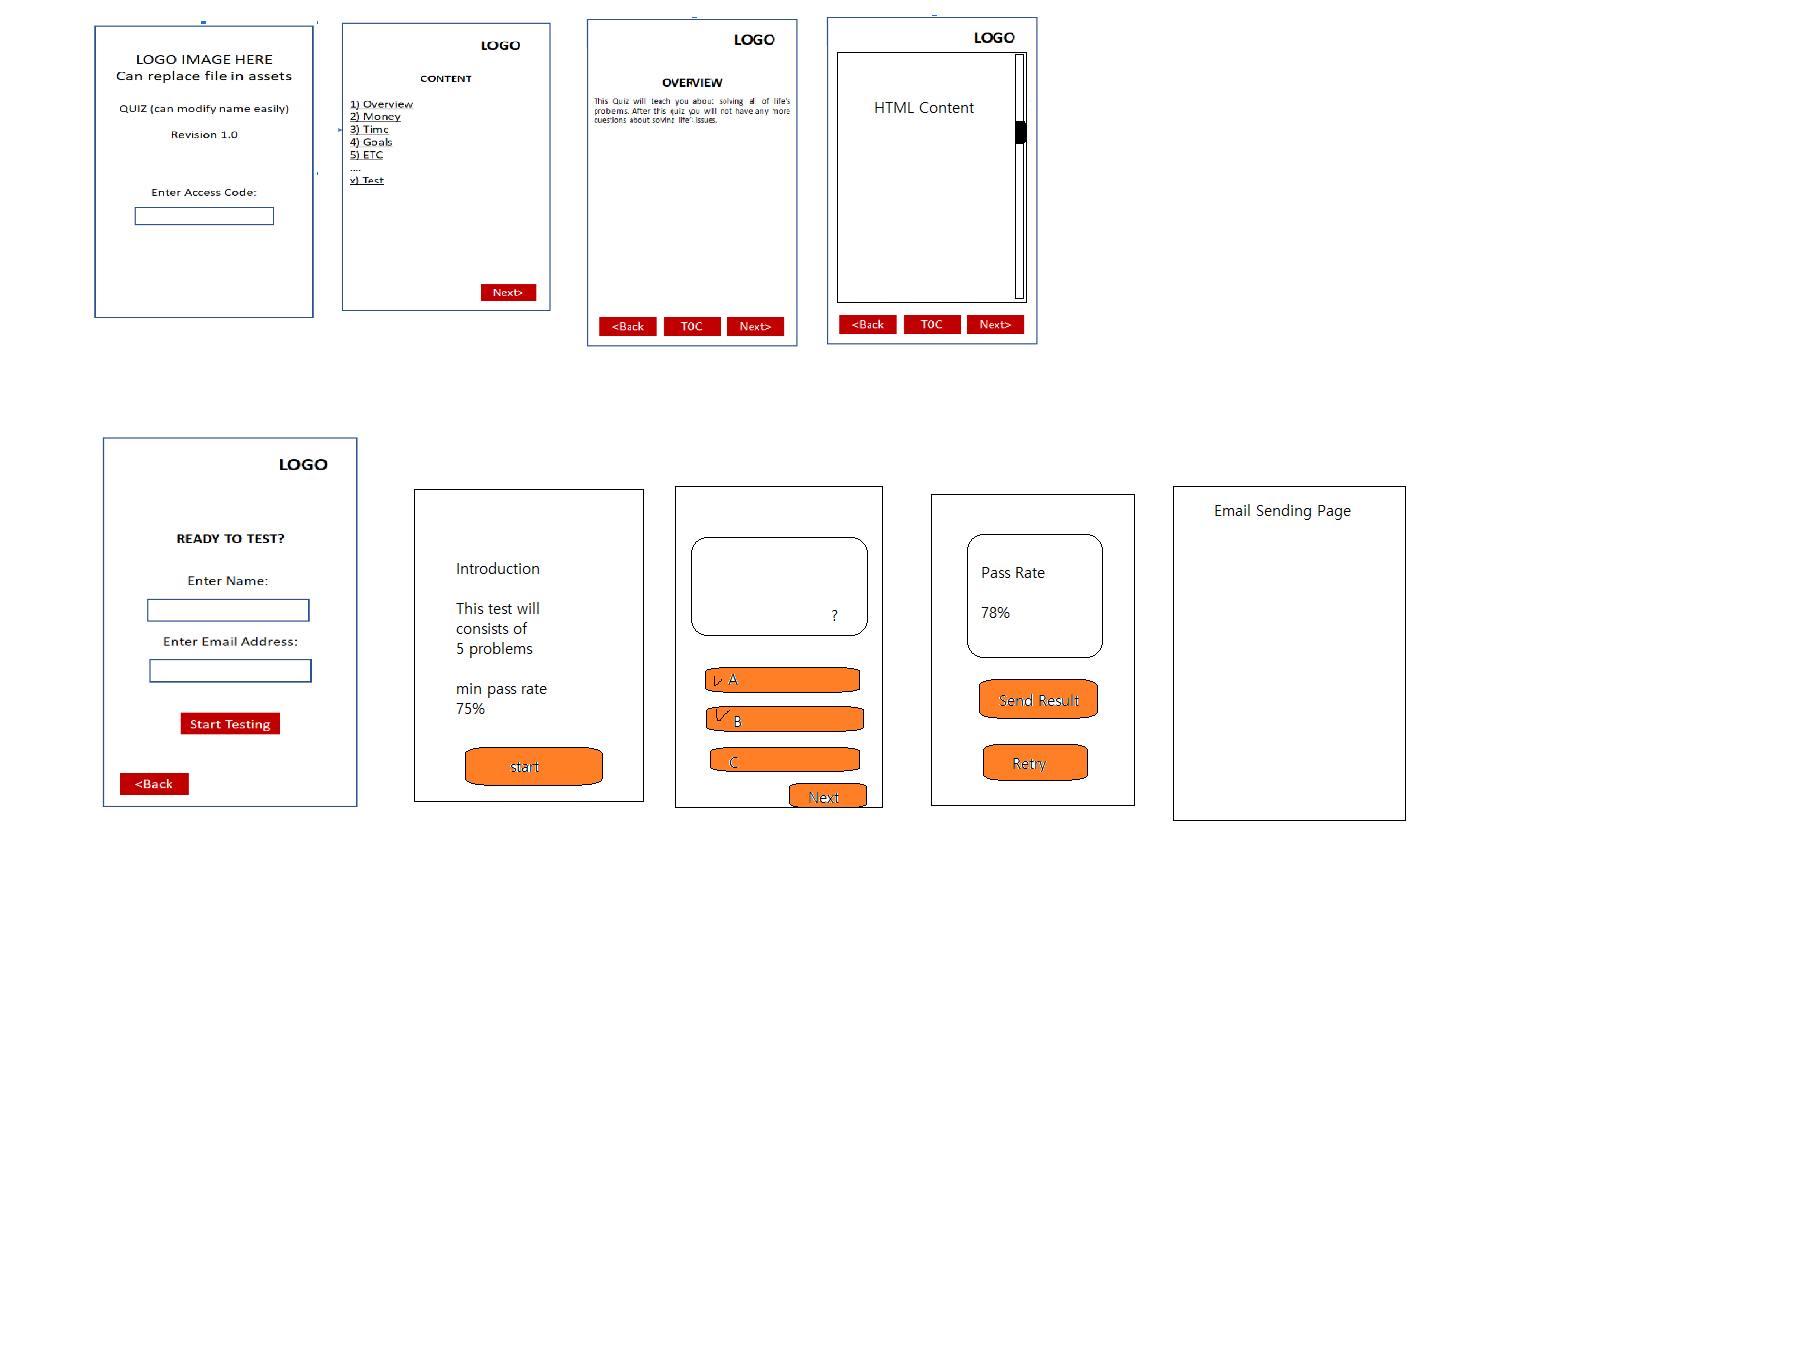 LOGO IMAGE HERE
Can replace file in assets
QUIZ (can modify name easily)
Revision 1.0
Enter Access Code:
LOGO
CONTENT
1) Overview
2) Money
3) Time
4) Goals
5) ETC
....
x) Test
Next>
LOGO
OVERVIEW
This Quiz will teach you about solving all of life's
problems. After this quiz you will not have any more
questions about solving life's issues.
<Back
TOC
Next>
LOGO
HTML Content
<Back
TOC
Next>
LOGO
READY TO TEST?
Enter Name:
Enter Email Address:
Start Testing
<Back
Introduction
This test will
consists of
5 problems
min pass rate
75%
start
?
A
B
C
Next
Pass Rate
78%
Send Result
Retry
Email Sending Page